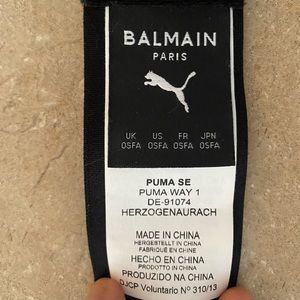 BALMAIN
PARIS
UK US FR JPN
OSFA OSFA OSFA OSFA
PUMA SE
PUMA WAY 1
DE-91074
HERZOGENAURACH
MADE IN CHINA
HERGESTELLT IN CHINA
FABRIQUÉ EN CHINE
HECHO EN CHINA
PRODOTTO IN CHINA
PRODUZIDO NA CHINA
DJCP Voluntario Nº 310/13